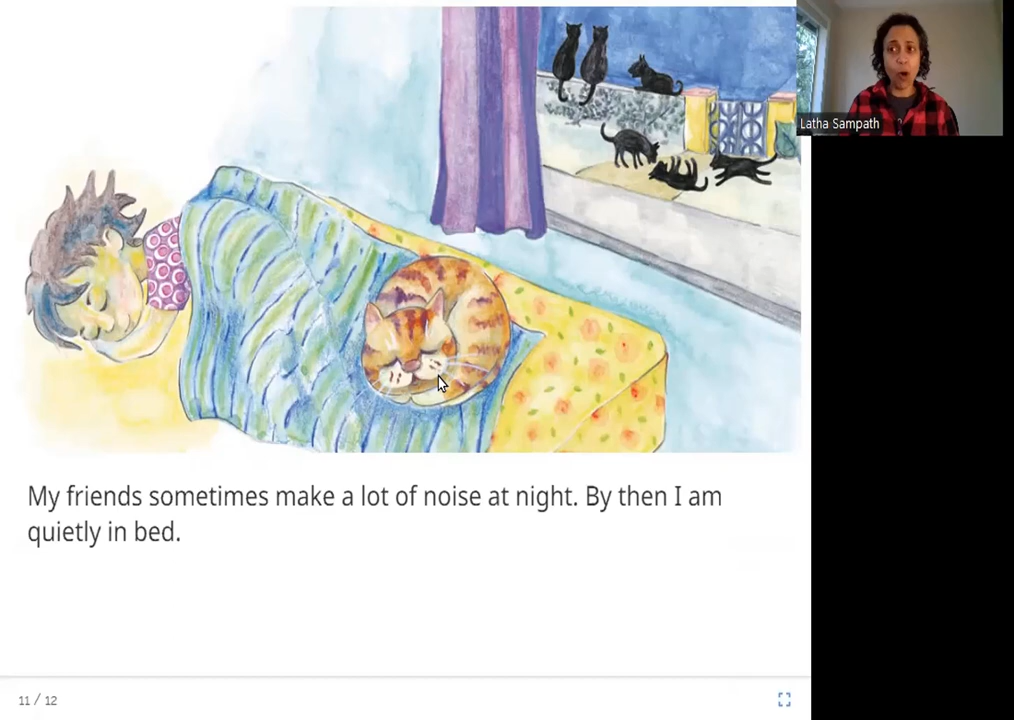 Latha Sampath
My friends sometimes make a lot of noise at night. By then I am
quietly in bed.
11 / 12